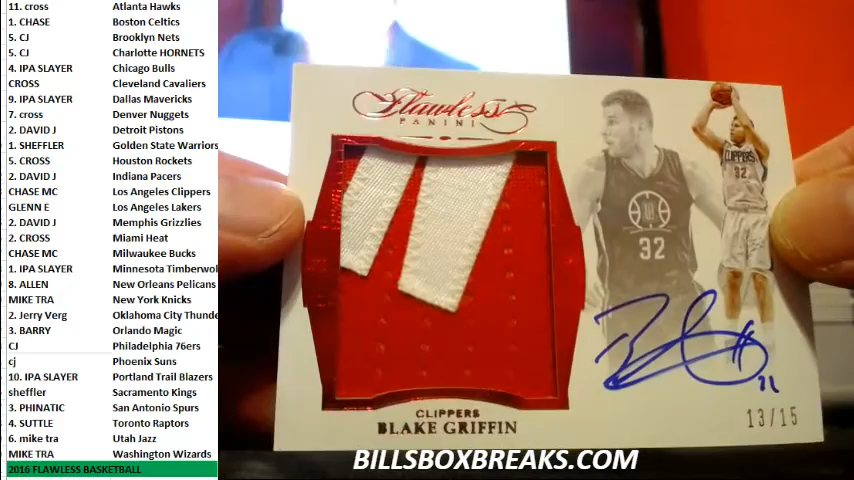 11. cross Atlanta Hawks
1. CHASE Boston Celtics
5. CJ Brooklyn Nets
5. CJ Charlotte HORNETS
4. IPA SLAYER Chicago Bulls
CROSS Cleveland Cavaliers
9. IPA SLAYER Dallas Mavericks
7. cross Denver Nuggets
2. DAVID J Detroit Pistons
1. SHEFFLER Golden State Warriors
5. CROSS Houston Rockets
2. DAVID J Indiana Pacers
CHASE MC Los Angeles Clippers
GLENN E Los Angeles Lakers
2. DAVID J Memphis Grizzlies
2. CROSS Miami Heat
CHASE MC Milwaukee Bucks
1. IPA SLAYER Minnesota Timberwol
8. ALLEN New Orleans Pelicans
MIKE TRA New York Knicks
2. Jerry Verg Oklahoma City Thunde
3. BARRY Orlando Magic
CJ Philadelphia 76ers
cj Phoenix Suns
10. IPA SLAYER Portland Trail Blazers
sheffler Sacramento Kings
3. PHINATIC San Antonio Spurs
4. SUTTLE Toronto Raptors
6. mike tra Utah Jazz
MIKE TRA Washington Wizards
2016 FLAWLESS BASKETBALL
Flawless
PANINI
CLIPPERS
32
32
CLIPPERS
BLAKE GRIFFIN
13/15
BILLSBOXBREAKS.COM